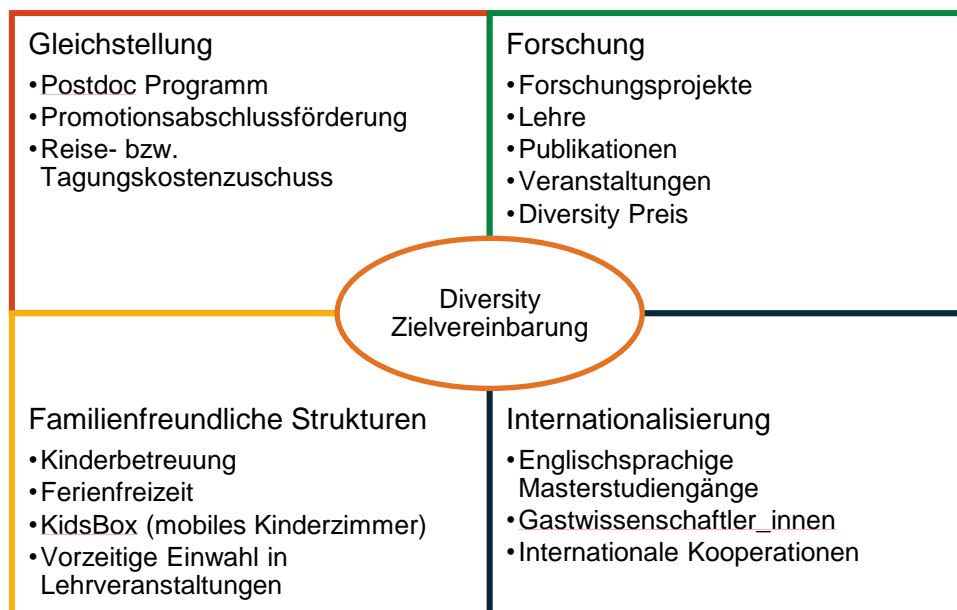 Gleichstellung
•Postdoc Programm
•Promotionsabschlussförderung
•Reise- bzw.
Tagungskostenzuschuss
Forschung
•Forschungsprojekte
•Lehre
•Publikationen
•Veranstaltungen
•Diversity Preis
Diversity
Zielvereinbarung
Familienfreundliche Strukturen
•Kinderbetreuung
•Ferienfreizeit
•KidsBox (mobiles Kinderzimmer)
•Vorzeitige Einwahl in
Lehrveranstaltungen
Internationalisierung
•Englischsprachige
Masterstudiengänge
•Gastwissenschaftler_innen
•Internationale Kooperationen